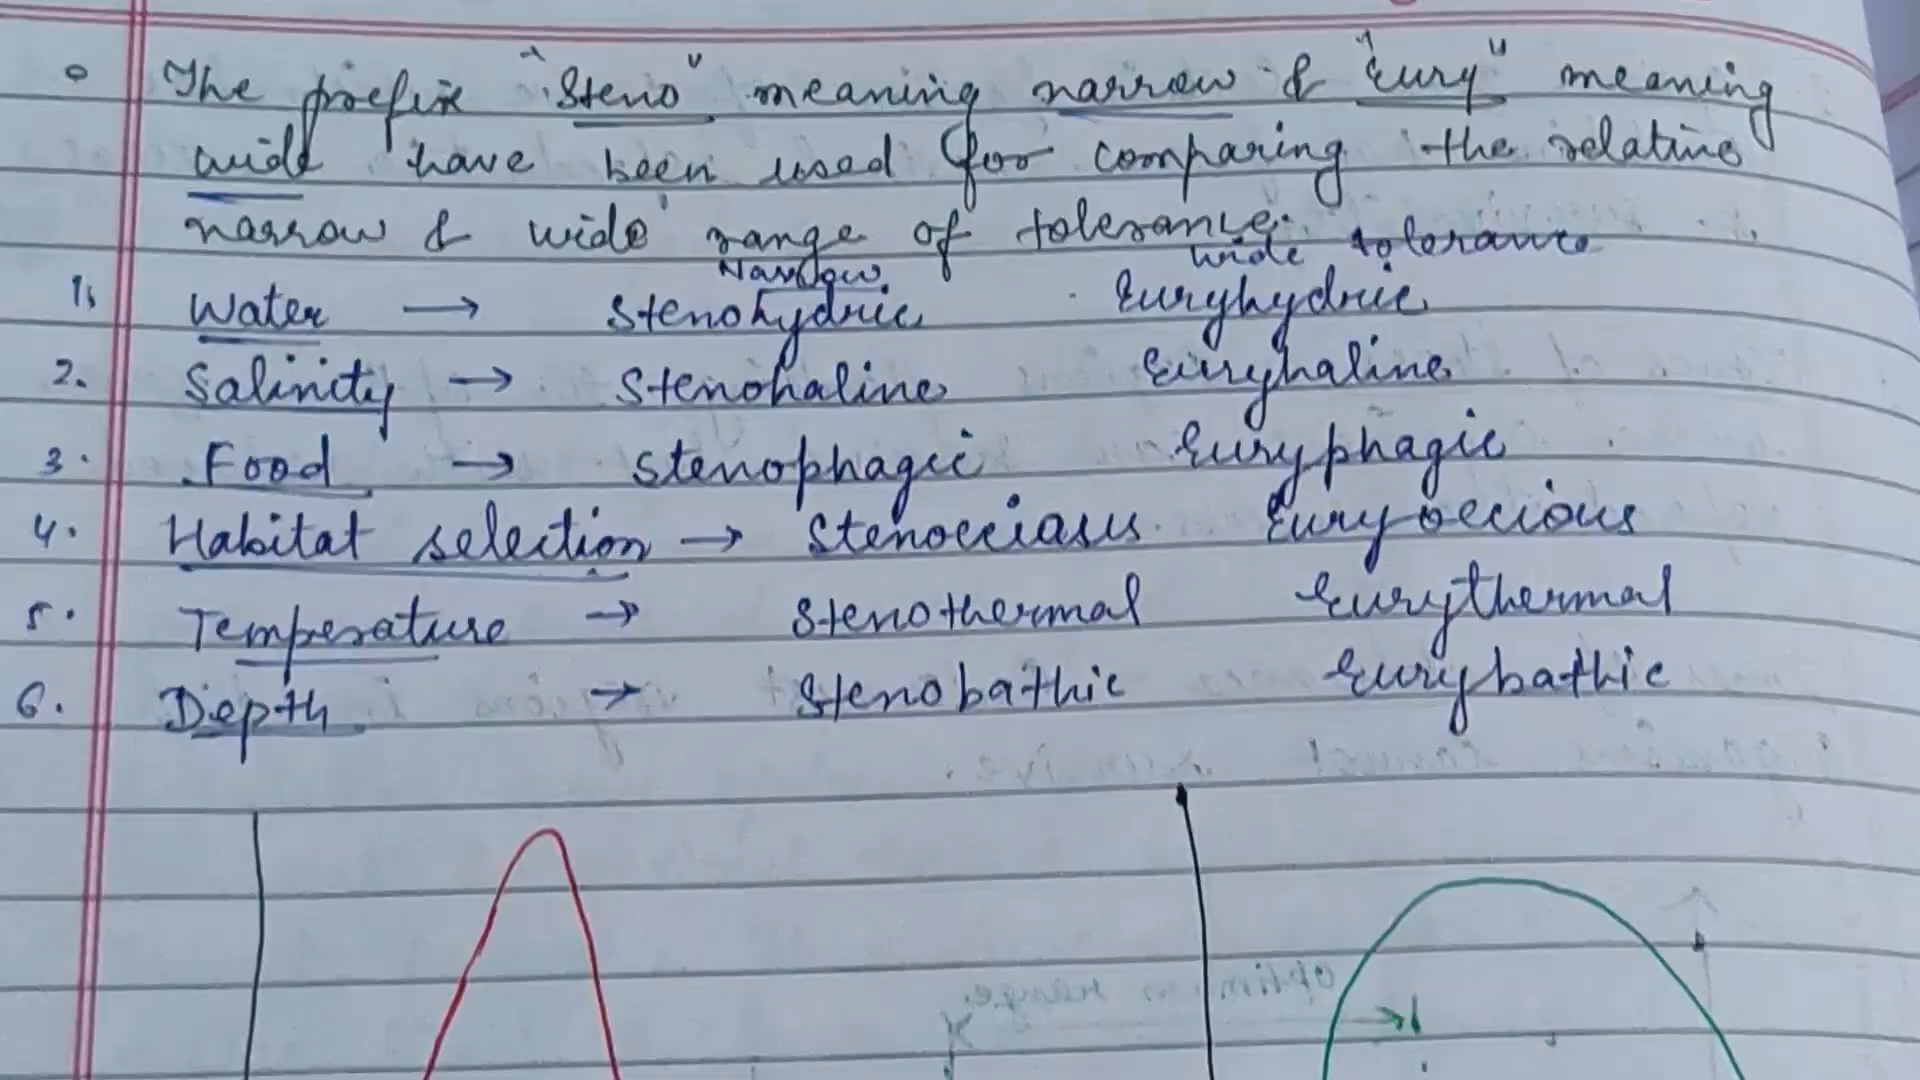 The prefix "Steno" meaning narrow & "Eury" meaning
wide have been used for comparing the relative
narrow & wide range of tolerance.
Narrow wide tolerance
1, Water → Stenohydric Euryhydric
2. Salinity → Stenohaline Euryhaline
3. Food → Stenophagic Euryphagic
4. Habitat selection → Euryoecious
5. Temperature → Stenothermal Eurythermal
6. Depth → Stenobathic Eurybathic